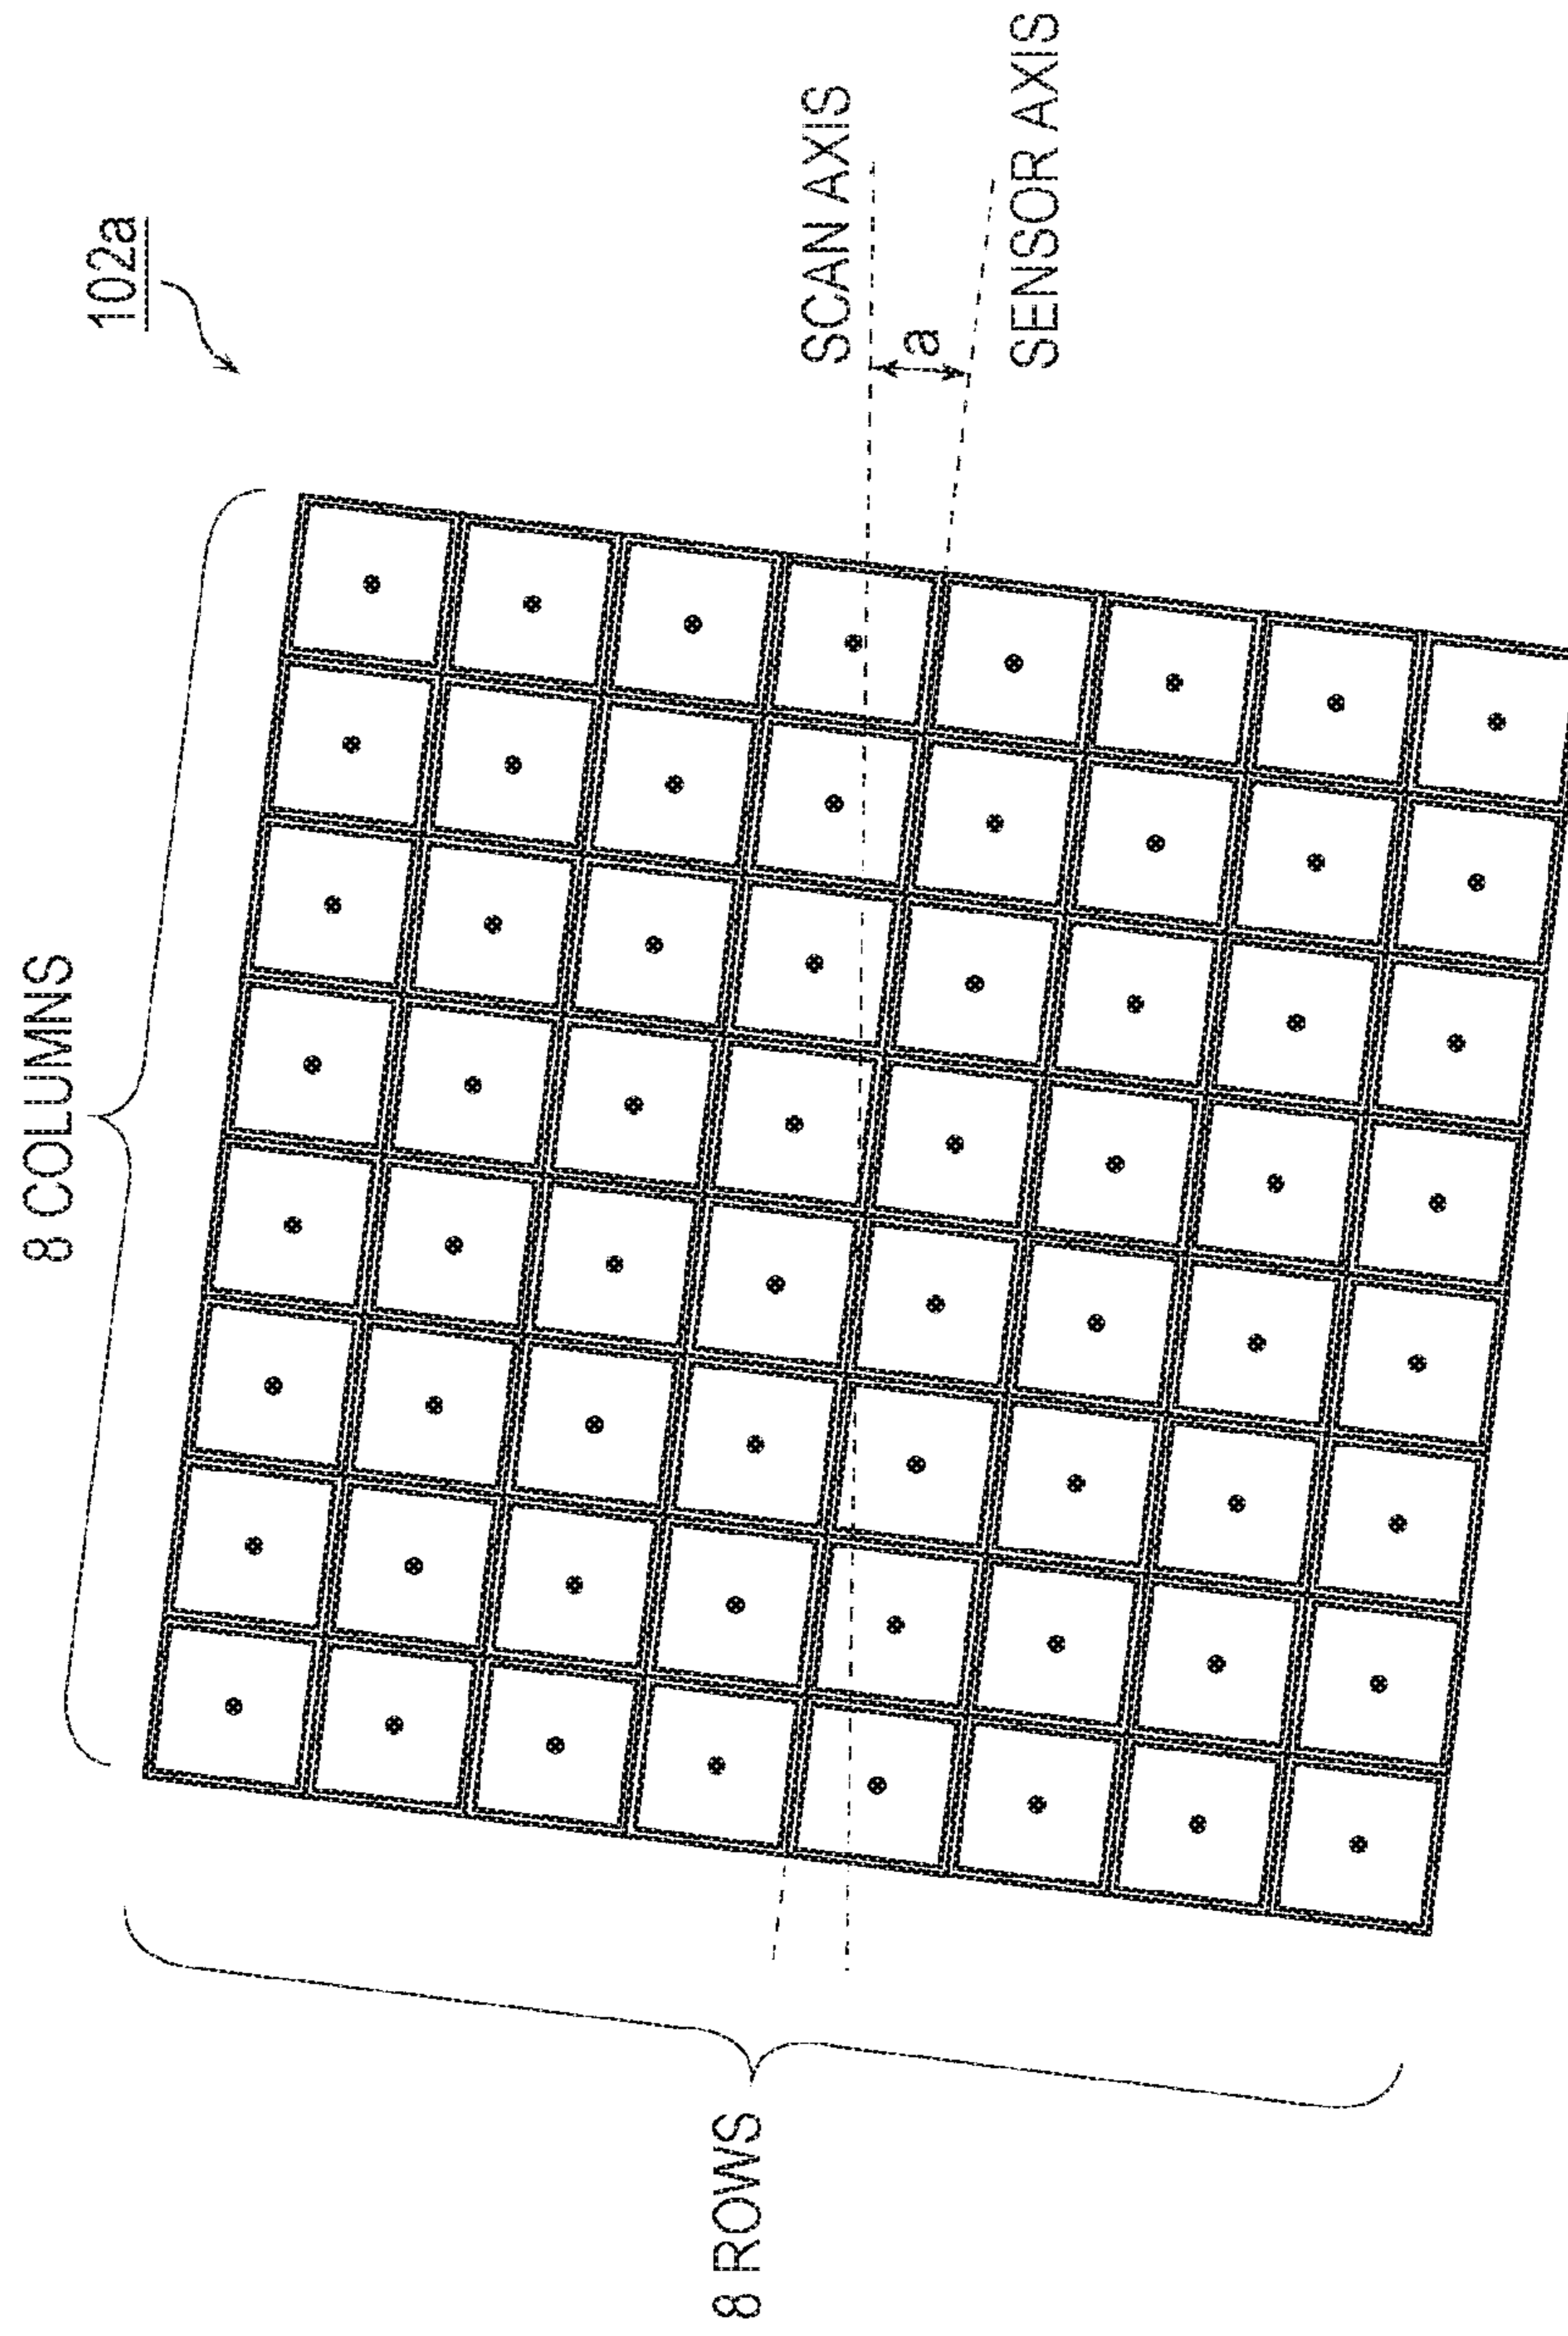 102a
8 COLUMNS
SCAN AXIS
a
SENSOR AXIS
8 ROWS